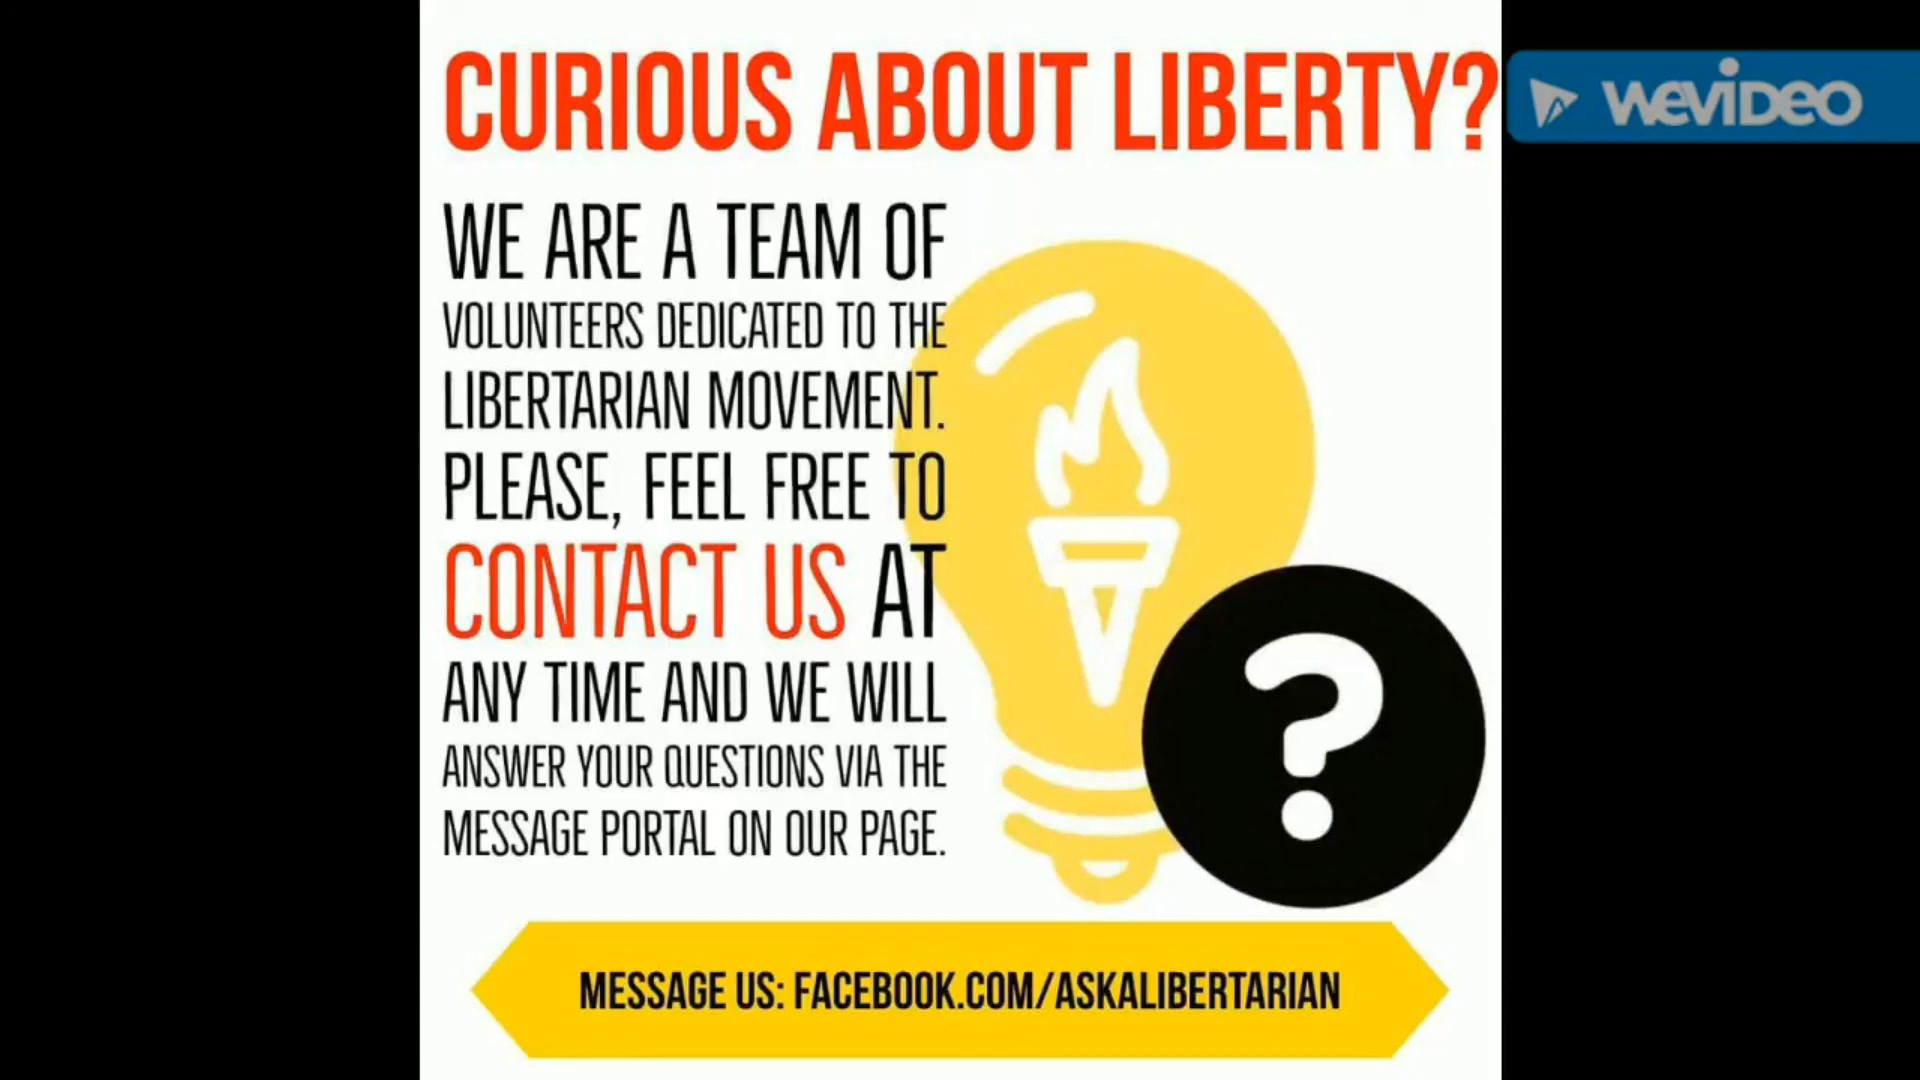 CURIOUS ABOUT LIBERTY?
WEVIDEO
WE ARE A TEAM OF
VOLUNTEERS DEDICATED TO THE
LIBERTARIAN MOVEMENT.
PLEASE, FEEL FREE TO
CONTACT US AT
ANY TIME AND WE WILL
ANSWER YOUR QUESTIONS VIA THE
MESSAGE PORTAL ON OUR PAGE.
?
MESSAGE US: FACEBOOK.COM/ASKALIBERTARIAN